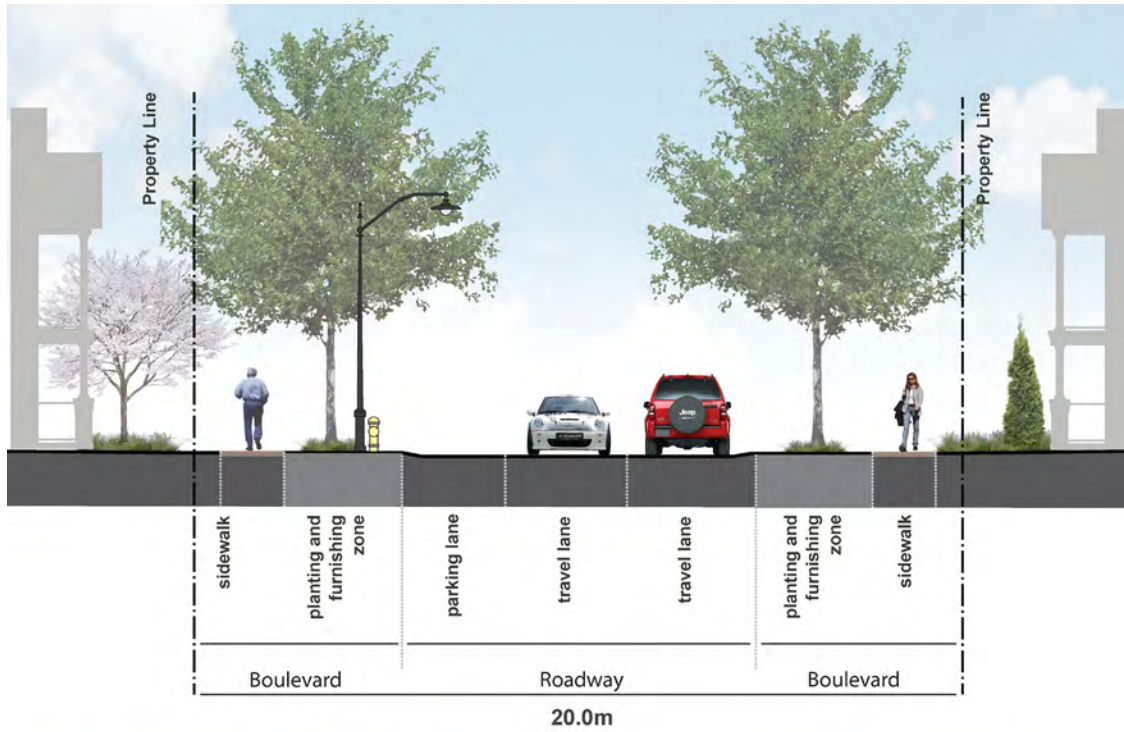 Property Line
Property Line
Jeep
sidewalk
planting and
furnishing
zone
parking lane
travel lane
travel lane
planting and
furnishing
zone
sidewalk
Boulevard
Roadway
Boulevard
20.0m